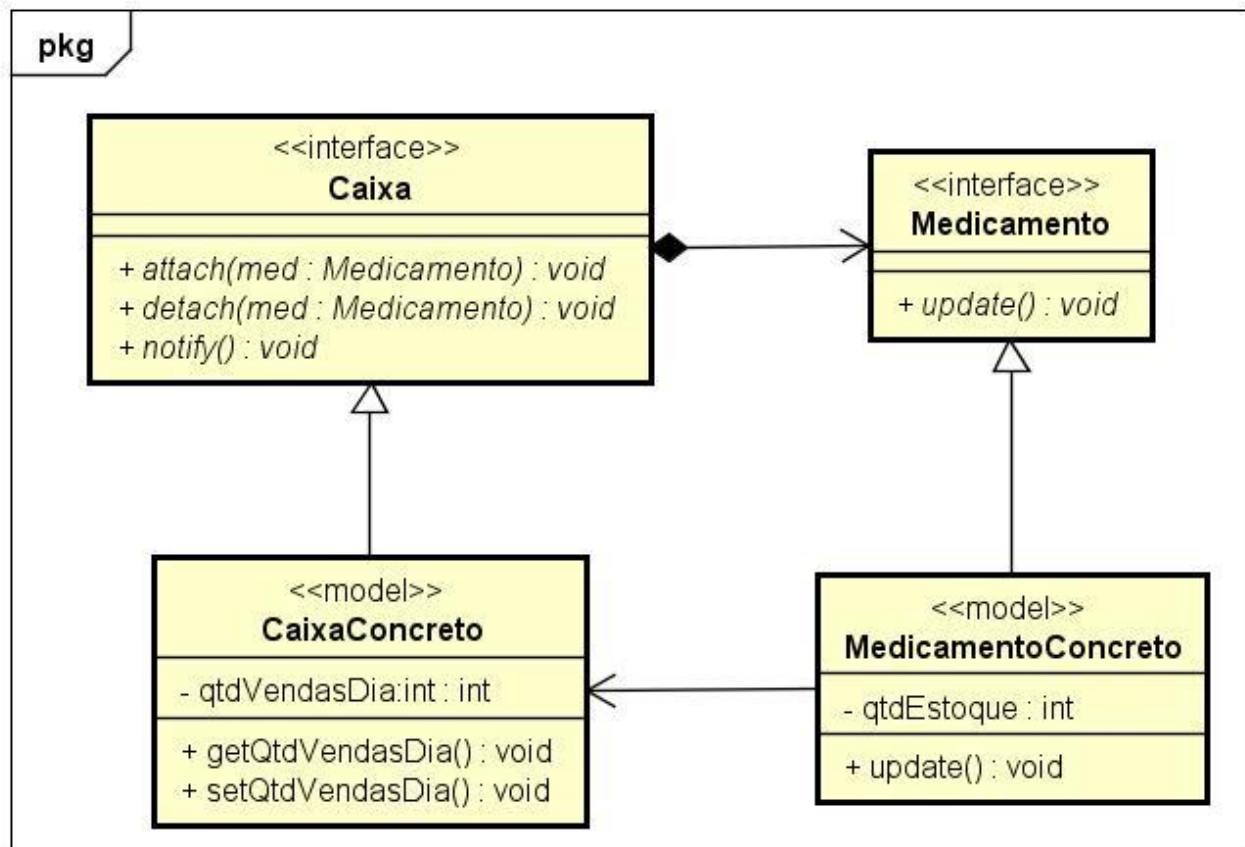 pkg
<<interface>>
Caixa
+ attach(med : Medicamento) : void
+ detach(med : Medicamento) : void
+ notify() : void
<<interface>>
Medicamento
+ update() : void
<<model>>
CaixaConcreto
- qtdVendasDia:int : int
+ getQtdVendasDia() : void
+ setQtdVendasDia() : void
<<model>>
MedicamentoConcreto
- qtdEstoque : int
+ update() : void